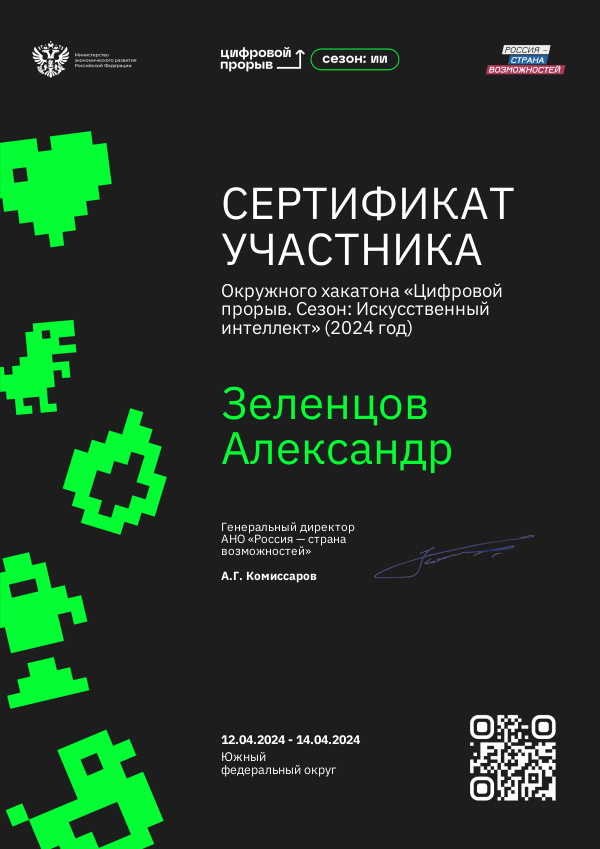 Министерство
экономического развития
Российской Федерации
цифровой
прорыв
сезон: ии
РОССИЯ –
СТРАНА
ВОЗМОЖНОСТЕЙ
СЕРТИФИКАТ
УЧАСТНИКА
Окружного хакатона «Цифровой
прорыв. Сезон: Искусственный
интеллект» (2024 год)
Зеленцов
Александр
Генеральный директор
АНО «Россия — страна
возможностей»
А.Г. Комиссаров
12.04.2024 - 14.04.2024
Южный
федеральный округ